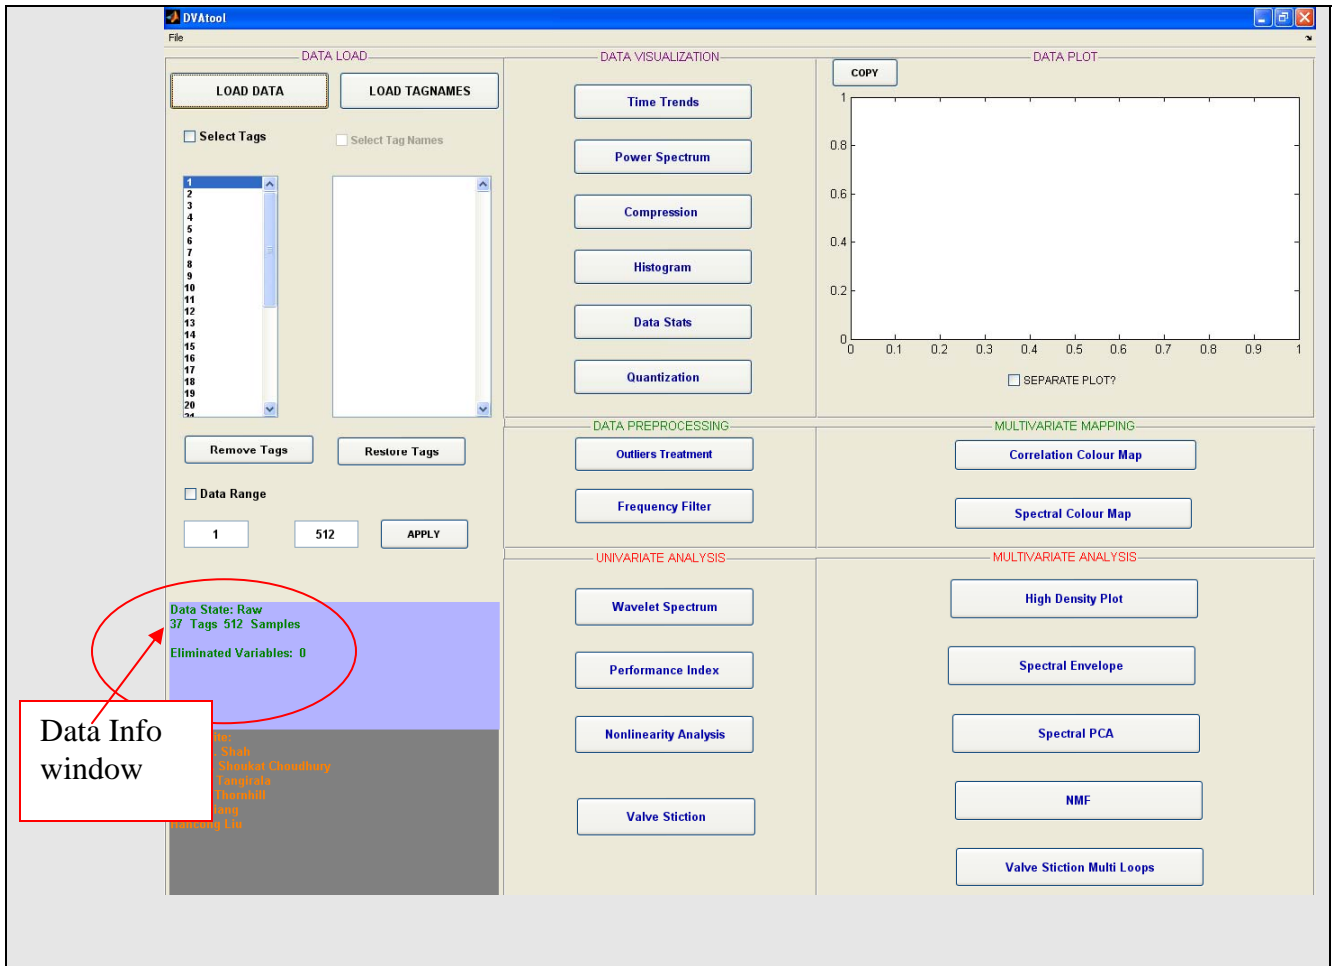 DVAtool
File
DATA LOAD
LOAD DATA
LOAD TAGNAMES
Select Tags
Select Tag Names
1
2
3
4
5
6
7
8
9
10
11
12
13
14
15
16
17
18
19
20
Remove Tags
Restore Tags
Data Range
1
512
APPLY
Data State: Raw
37 Tags 512 Samples
Eliminated Variables: 0
Data Info
window
Shah
Shoukat Choudhury
Tangirala
Thornhill
Liu
DATA VISUALIZATION
Time Trends
Power Spectrum
Compression
Histogram
Data Stats
Quantization
DATA PREPROCESSING
Outliers Treatment
Frequency Filter
UNIVARIATE ANALYSIS
Wavelet Spectrum
Performance Index
Nonlinearity Analysis
Valve Stiction
DATA PLOT
COPY
1
0.8
0.6
0.4
0.2
0
0 0.1 0.2 0.3 0.4 0.5 0.6 0.7 0.8 0.9 1
SEPARATE PLOT?
MULTIVARIATE MAPPING
Correlation Colour Map
Spectral Colour Map
MULTIVARIATE ANALYSIS
High Density Plot
Spectral Envelope
Spectral PCA
NMF
Valve Stiction Multi Loops